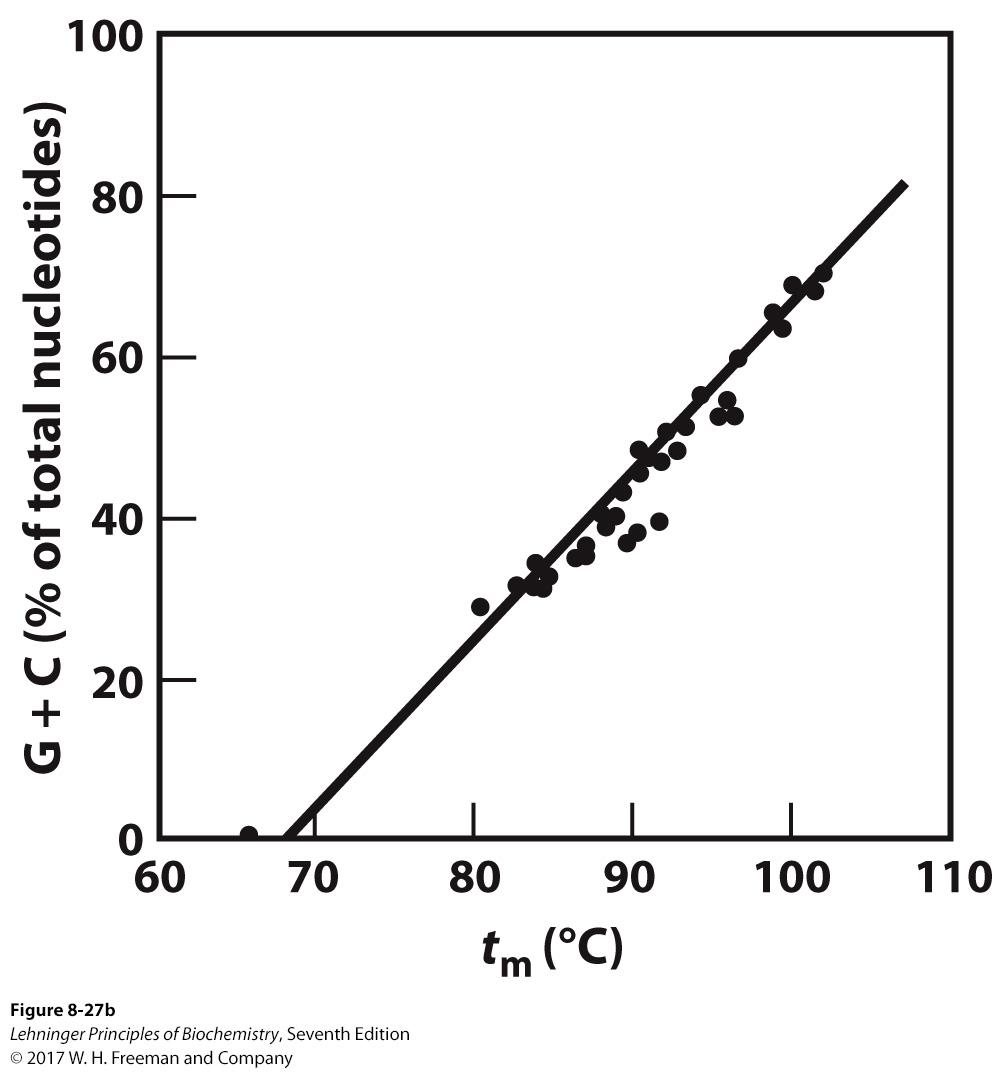 100
80
60
40
20
0
G + C (% of total nucleotides)
60 70 80 90 100 110
tm (°C)
Figure 8-27b
Lehninger Principles of Biochemistry, Seventh Edition
© 2017 W. H. Freeman and Company